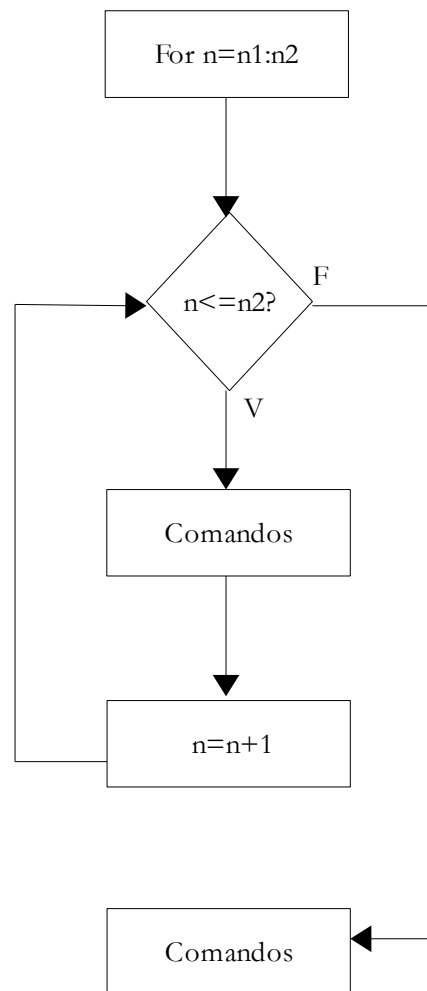 For n=n1:n2
n<=n2?
F
V
Comandos
n=n+1
Comandos